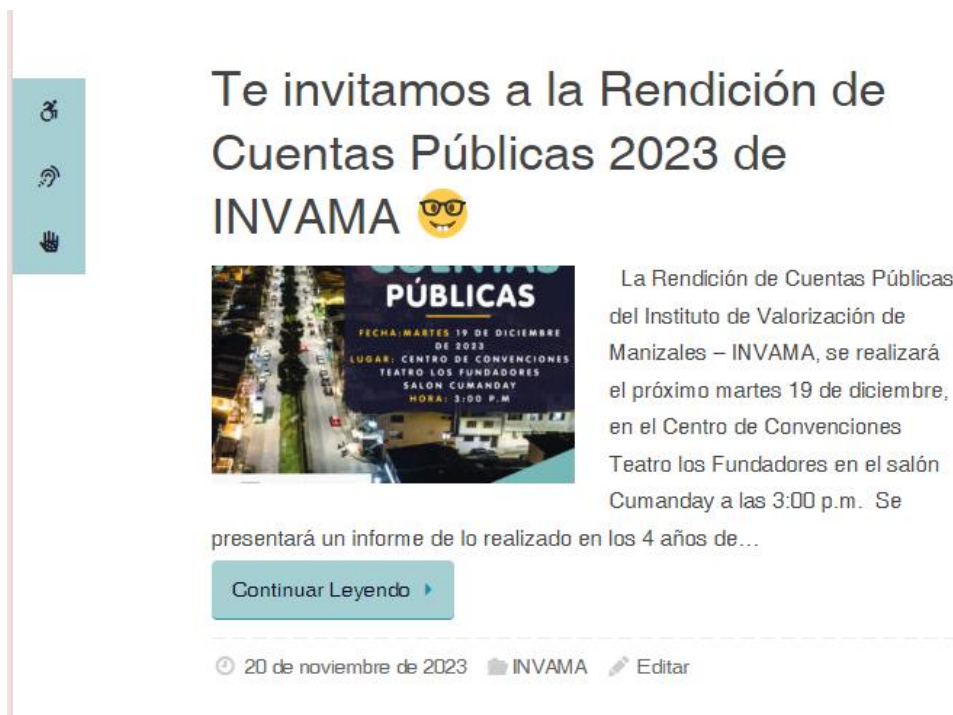 Te invitamos a la Rendición de
Cuentas Públicas 2023 de
INVAMA 🤓
CUENTAS
PÚBLICAS
FECHA:MARTES 19 DE DICIEMBRE
DE 2023
LUGAR: CENTRO DE CONVENCIONES
TEATRO LOS FUNDADORES
SALON CUMANDAY
HORA: 3:00 P.M
La Rendición de Cuentas Públicas
del Instituto de Valorización de
Manizales – INVAMA, se realizará
el próximo martes 19 de diciembre,
en el Centro de Convenciones
Teatro los Fundadores en el salón
Cumanday a las 3:00 p.m. Se
presentará un informe de lo realizado en los 4 años de…
Continuar Leyendo
20 de noviembre de 2023 INVAMA Editar